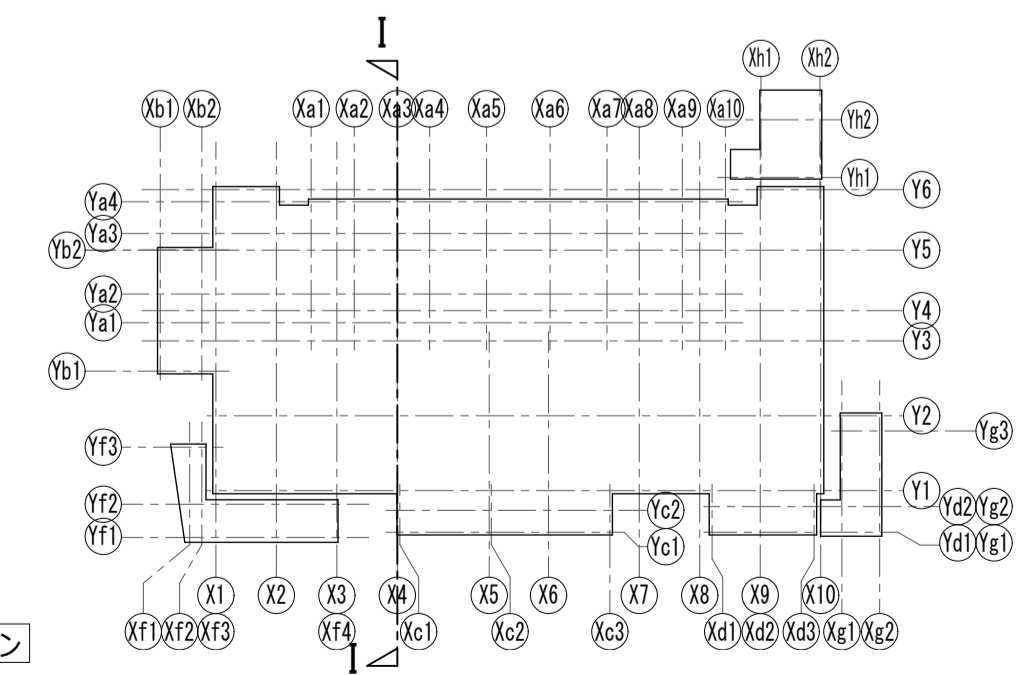 I
Xh1 Xh2
Xb1 Xb2 Xa1 Xa2 Xa3 Xa4 Xa5 Xa6 Xa7 Xa8 Xa9 Xa10
Yh2
Yh1
Y6
Ya4
Ya3
Yb2 Y5
Ya2
Y4
Ya1
Y3
Yb1
Y2
Yg3
Yf3
Y1
Yf2 Yc2 Yd2 Yg2
Yf1 Yc1 Yd1 Yg1
X1 X2 X3 X4 X5 X6 X7 X8 X9 X10
Xf1 Xf2 Xf3 Xf4 Xc1 Xc2 Xc3 Xd1 Xd2 Xd3 Xg1 Xg2
I
ン